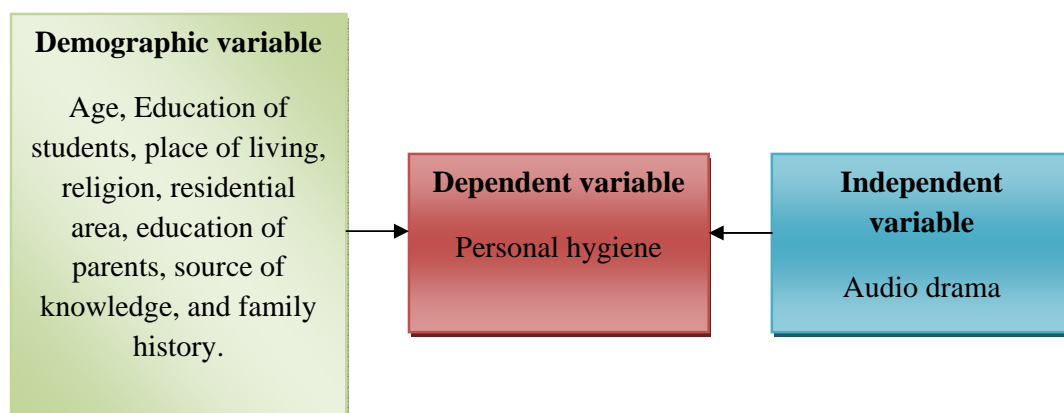 Demographic variable
Age, Education of
students, place of living,
religion, residential
area, education of
parents, source of
knowledge, and family
history.
Dependent variable
Personal hygiene
Independent
variable
Audio drama